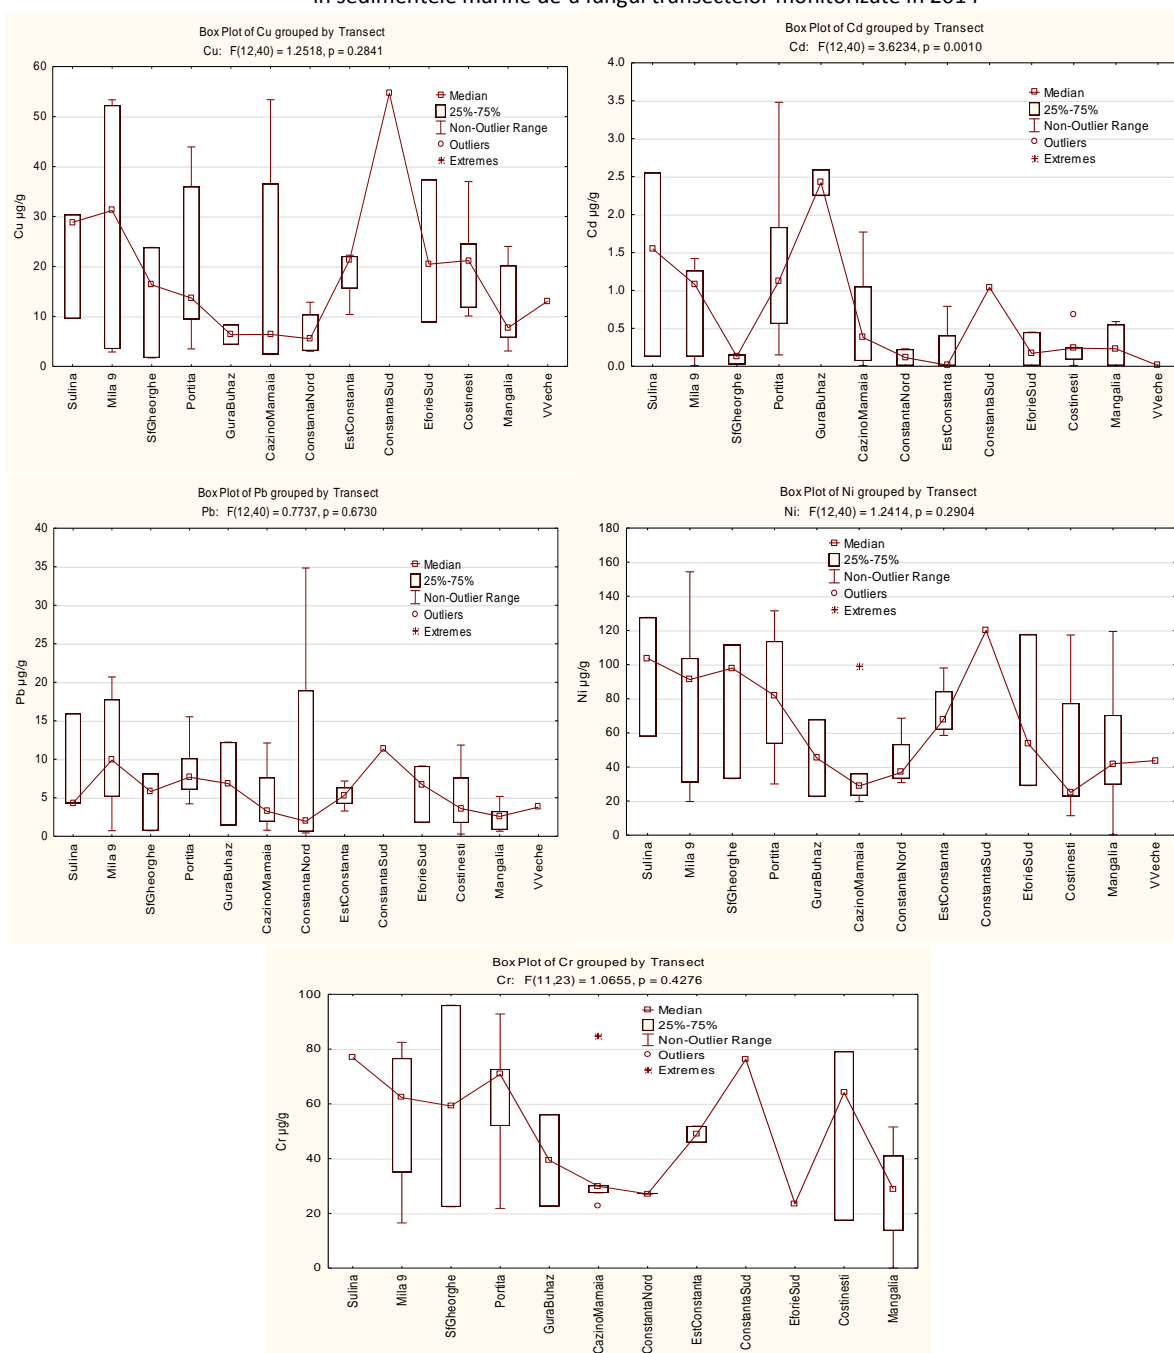 în sedimentele marine de-a lungul transectelor monitorizate în 2014
Box Plot of Cu grouped by Transect
Cu: F(12,40) = 1.2518, p = 0.2841
60
50
40
30
20
10
0
Cu µg/g
Median
25%-75%
Non-Outlier Range
Outliers
Extremes
Sulina
Mila 9
SfGheorghe
Portita
GuraBuhaz
CazinoMamaia
ConstantaNord
EstConstanta
ConstantaSud
EforieSud
Costinesti
Mangalia
VVeche
Box Plot of Cd grouped by Transect
Cd: F(12,40) = 3.6234, p = 0.0010
4.0
3.5
3.0
2.5
2.0
1.5
1.0
0.5
0.0
Cd µg/g
Median
25%-75%
Non-Outlier Range
Outliers
Extremes
Sulina
Mila 9
SfGheorghe
Portita
GuraBuhaz
CazinoMamaia
ConstantaNord
EstConstanta
ConstantaSud
EforieSud
Costinesti
Mangalia
VVeche
Box Plot of Pb grouped by Transect
Pb: F(12,40) = 0.7737, p = 0.6730
40
35
30
25
20
15
10
5
0
Pb µg/g
Median
25%-75%
Non-Outlier Range
Outliers
Extremes
Sulina
Mila 9
SfGheorghe
Portita
GuraBuhaz
CazinoMamaia
ConstantaNord
EstConstanta
ConstantaSud
EforieSud
Costinesti
Mangalia
VVeche
Box Plot of Ni grouped by Transect
Ni: F(12,40) = 1.2414, p = 0.2904
180
160
140
120
100
80
60
40
20
0
Ni µg/g
Median
25%-75%
Non-Outlier Range
Outliers
Extremes
Sulina
Mila 9
SfGheorghe
Portita
GuraBuhaz
CazinoMamaia
ConstantaNord
EstConstanta
ConstantaSud
EforieSud
Costinesti
Mangalia
VVeche
Box Plot of Cr grouped by Transect
Cr: F(11,23) = 1.0655, p = 0.4276
100
80
60
40
20
0
Cr µg/g
Median
25%-75%
Non-Outlier Range
Outliers
Extremes
Sulina
Mila 9
SfGheorghe
Portita
GuraBuhaz
CazinoMamaia
ConstantaNord
EstConstanta
ConstantaSud
EforieSud
Costinesti
Mangalia